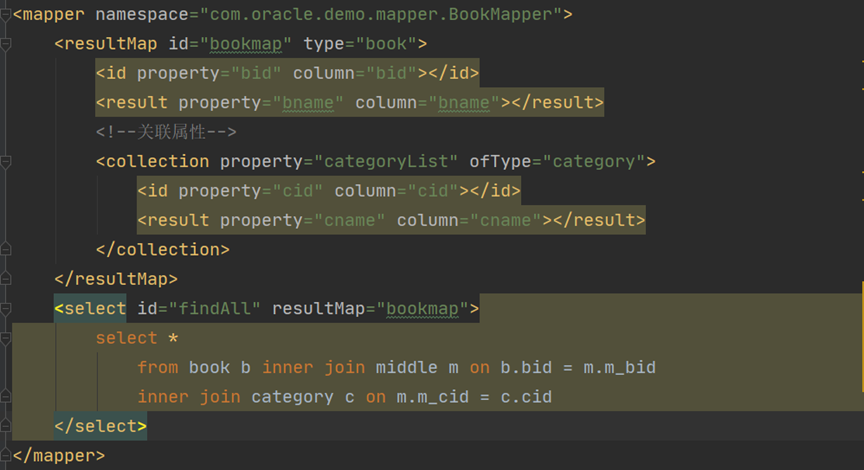 <mapper namespace="com.oracle.demo.mapper.BookMapper">
<resultMap id="bookmap" type="book">
<id property="bid" column="bid"></id>
<result property="bname" column="bname"></result>
<!--关联属性-->
<collection property="categoryList" ofType="category">
<id property="cid" column="cid"></id>
<result property="cname" column="cname"></result>
</collection>
</resultMap>
<select id="findAll" resultMap="bookmap">
select *
from book b inner join middle m on b.bid = m.m_bid
inner join category c on m.m_cid = c.cid
</select>
</mapper>